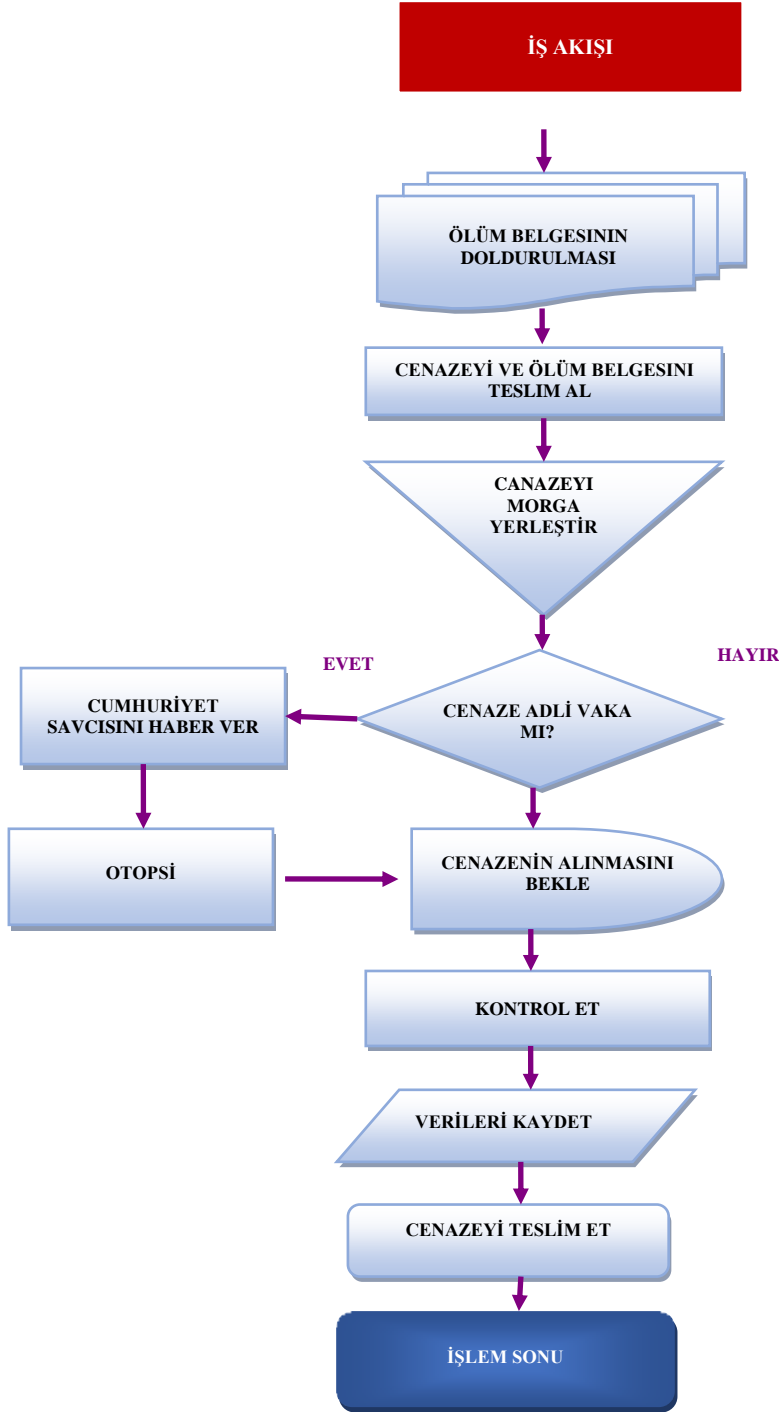 İŞ AKIŞI
ÖLÜM BELGESININ
DOLDURULMASI
CENAZEYİ VE ÖLÜM BELGESINI
TESLIM AL
CANAZEYI
MORGA
YERLEŞTİR
EVET
HAYIR
CUMHURİYET
SAVCISINI HABER VER
CENAZE ADLİ VAKA
MI?
OTOPSİ
CENAZENİN ALINMASINI
BEKLE
KONTROL ET
VERİLERİ KAYDET
CENAZEYİ TESLİM ET
İŞLEM SONU